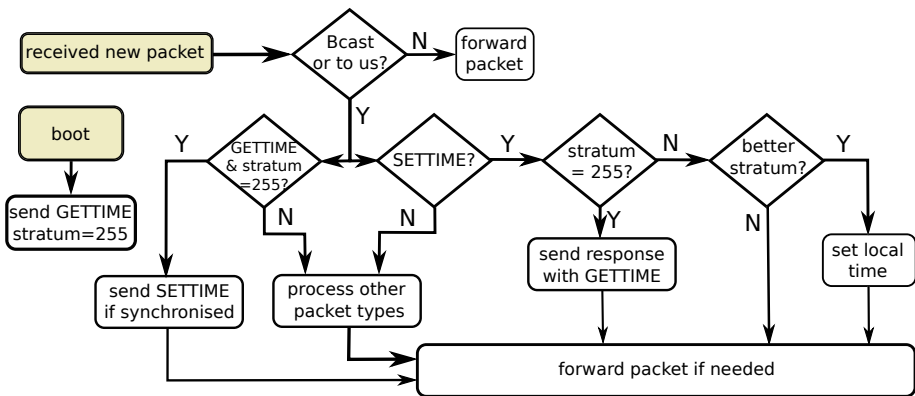 received new packet
Bcast
or to us?
N
forward
packet
Y
boot
send GETTIME
stratum=255
Y
GETTIME
& stratum
=255?
N
SETTIME?
Y
N
stratum
= 255?
N
Y
better
stratum?
Y
N
send SETTIME
if synchronised
process other
packet types
send response
with GETTIME
set local
time
forward packet if needed